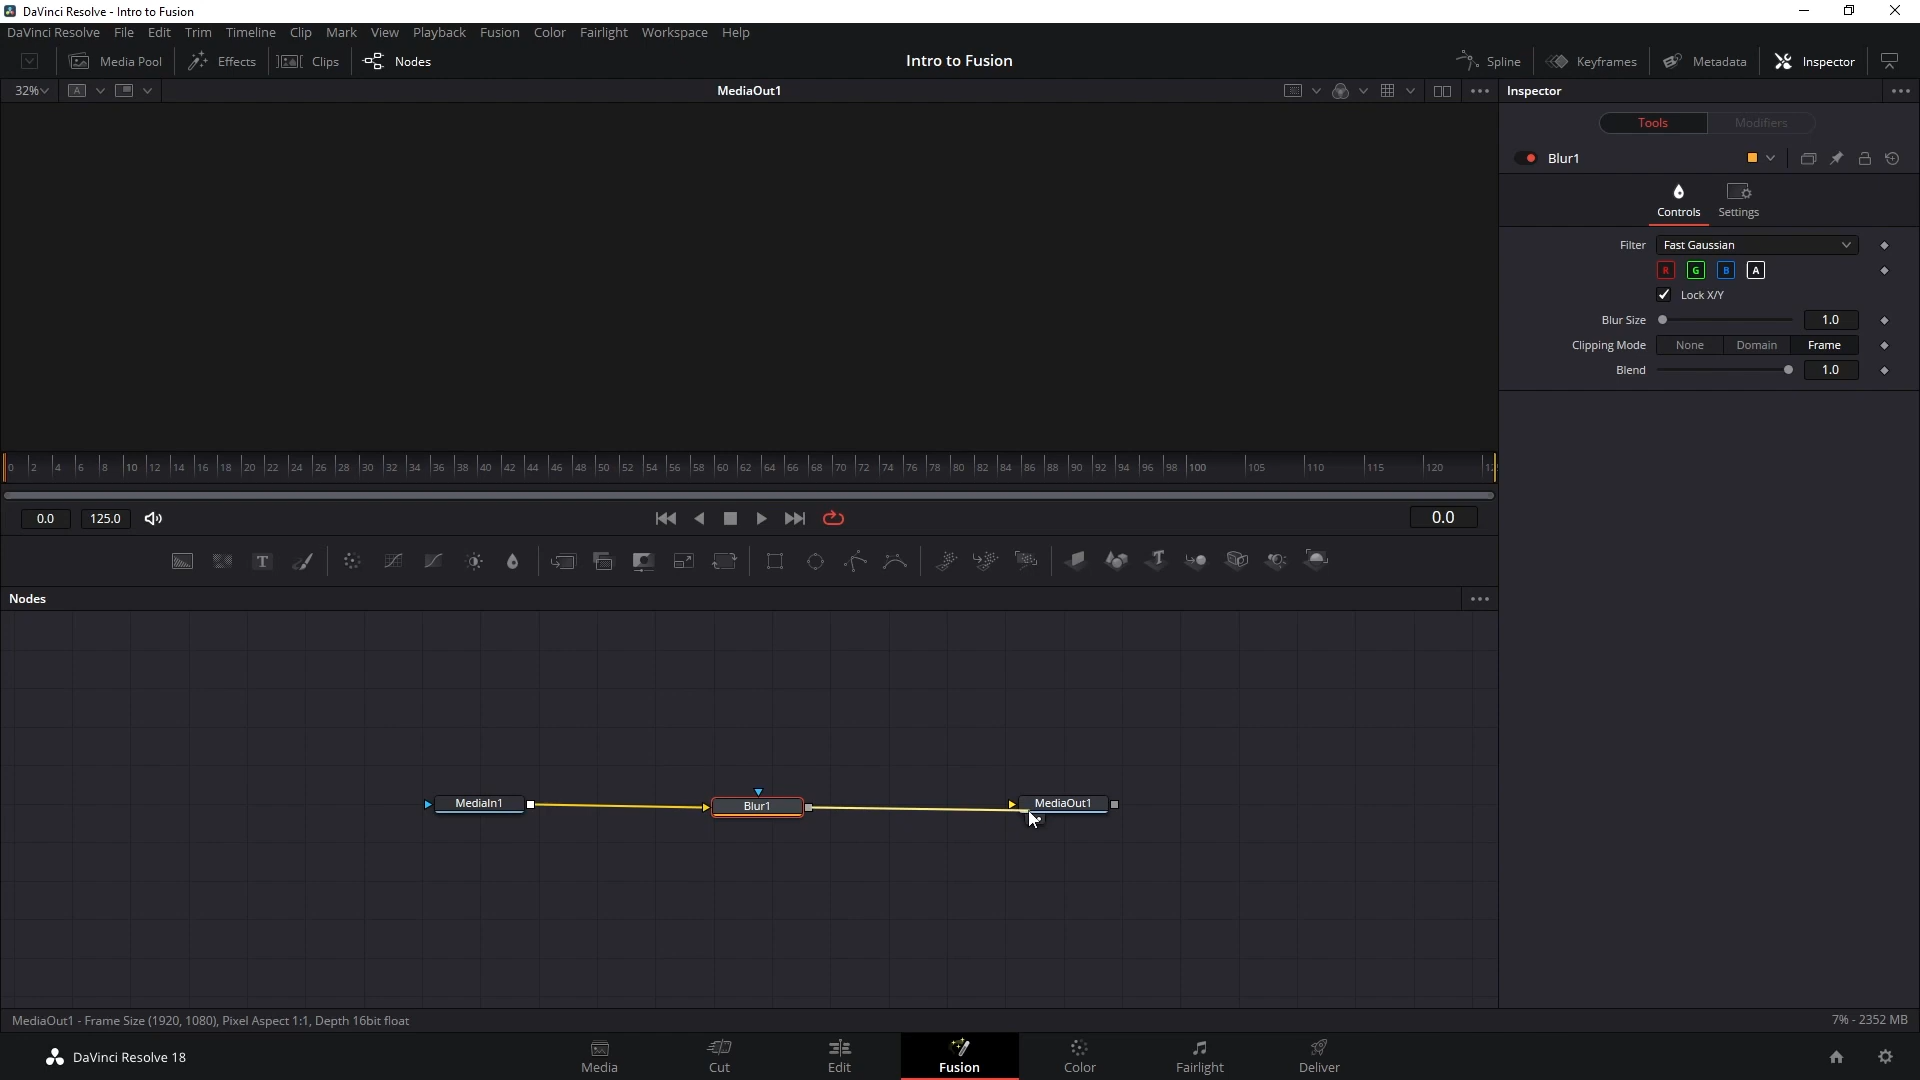 DaVinci Resolve - Intro to Fusion
DaVinci Resolve File Edit Trim Timeline Clip Mark View Playback Fusion Color Fairlight Workspace Help
Media Pool Effects Clips Nodes Intro to Fusion Spline Keyframes Metadata Inspector
32% A MediaOut1 Inspector
Tools Modifiers
Blur1
Controls Settings
Filter Fast Gaussian
R G B A
Lock X/Y
Blur Size 1.0
Clipping Mode None Domain Frame
Blend 1.0
0 2 4 6 8 10 12 14 16 18 20 22 24 26 28 30 32 34 36 38 40 42 44 46 48 50 52 54 56 58 60 62 64 66 68 70 72 74 76 78 80 82 84 86 88 90 92 94 96 98 100 105 110 115 120
0.0 125.0 0.0
T T
Nodes
MediaIn1 Blur1 MediaOut1
MediaOut1 - Frame Size (1920, 1080), Pixel Aspect 1:1, Depth 16bit float 7% - 2352 MB
DaVinci Resolve 18 Media Cut Edit Fusion Color Fairlight Deliver